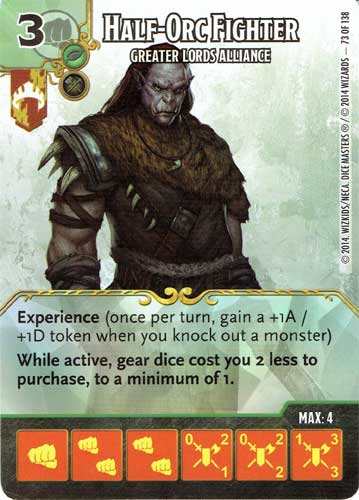 3
Half-Orc Fighter
Greater Lords Alliance
Experience (once per turn, gain a +1A /
+1D token when you knock out a monster)
While active, gear dice cost you 2 less to
purchase, to a minimum of 1.
MAX: 4
0 2
1
0 2
2
1 3
3
© 2014, WIZKIDS/NECA. DICE MASTERS ® / © 2014 WIZARDS — 73 OF 138